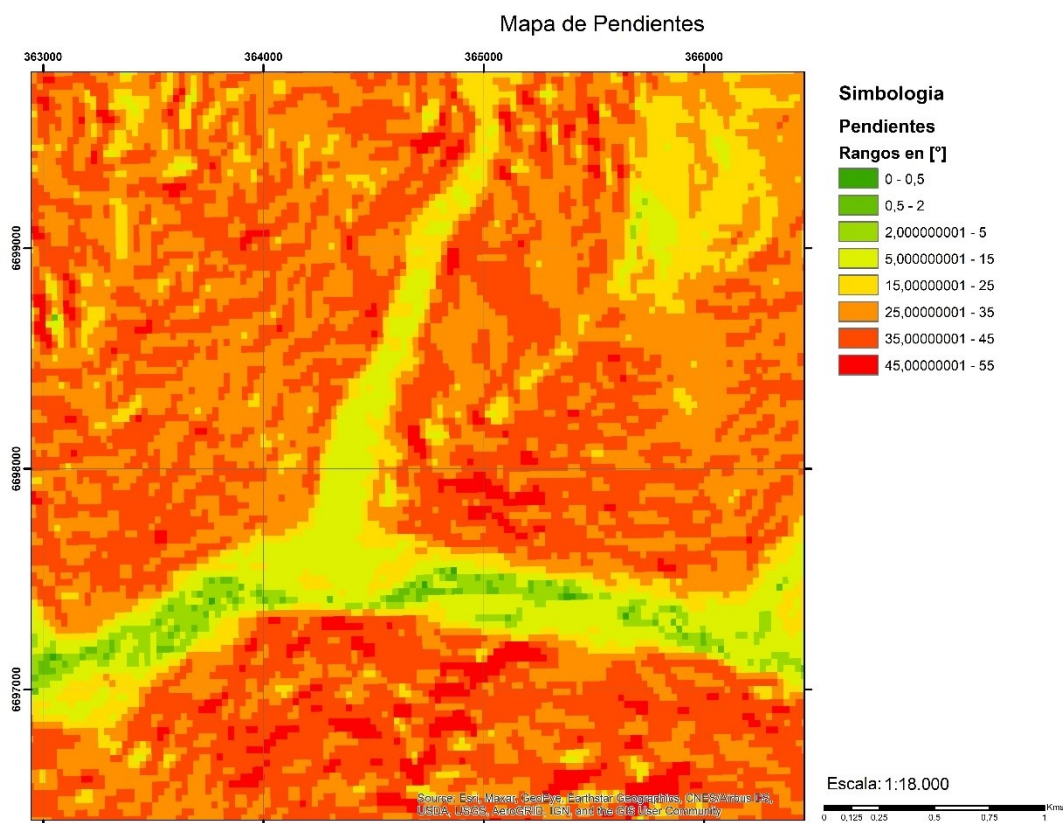 Mapa de Pendientes
363000
364000
365000
366000
6699000
6698000
6697000
Simbologia
Pendientes
Rangos en [°]
0 - 0,5
0,5 - 2
2,000000001 - 5
5,000000001 - 15
15,00000001 - 25
25,00000001 - 35
35,00000001 - 45
45,00000001 - 55
Escala: 1:18.000
Kms
0 0,125 0,25 0,5 0,75 1
Source: Esri, Maxar, GeoEye, Earthstar Geographics, CNES/Airbus DS,
USDA, USGS, AeroGRID, IGN, and the GIS User Community